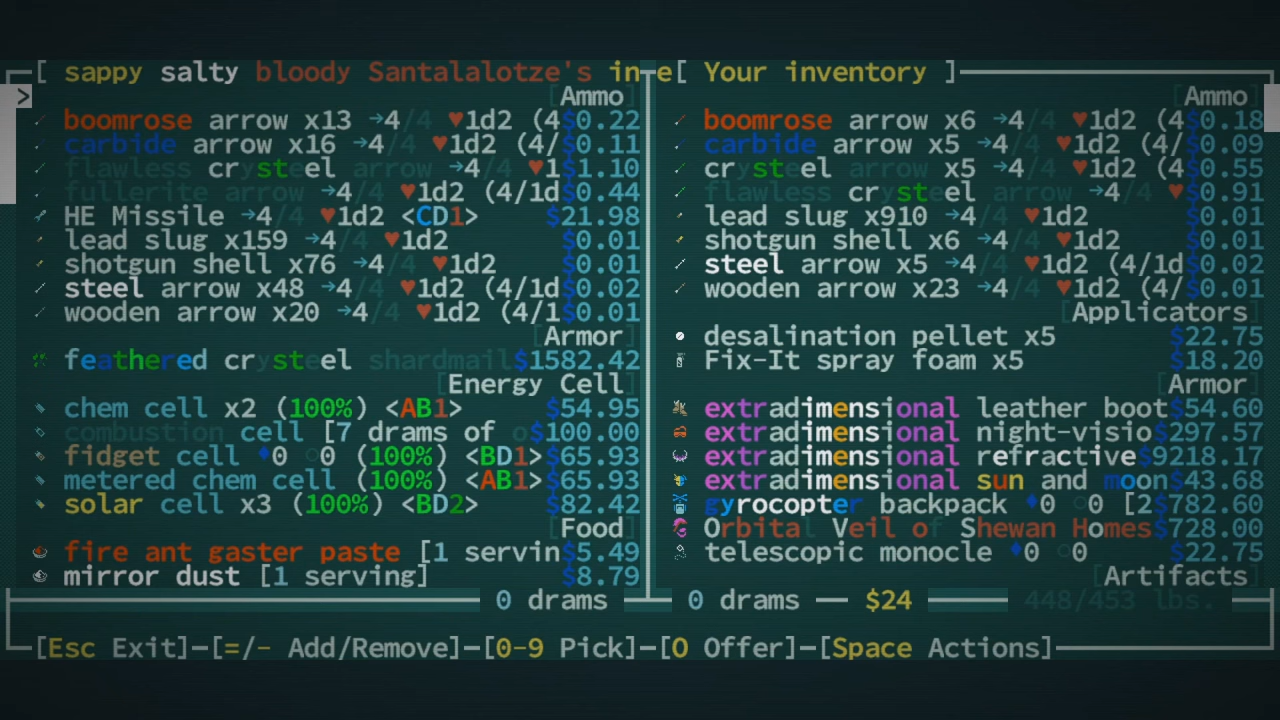 [ sappy salty bloody Santalalotze's in e[ Your inventory ]
> [Ammo] [Ammo]
boomrose arrow x13 →4/4 ♥1d2 (4 $0.22 boomrose arrow x6 →4/4 ♥1d2 (4 $0.18
carbide arrow x16 →4/4 ♥1d2 (4/ $0.11 carbide arrow x5 →4/4 ♥1d2 (4/ $0.09
flawless crysteel arrow →4/4 ♥1 $1.10 crysteel arrow x5 →4/4 ♥1d2 (4 $0.55
fullerite arrow →4/4 ♥1d2 (4/1d $0.44 flawless crysteel arrow →4/4 ♥ $0.91
HE Missile →4/4 ♥1d2 <CD1> $21.98 lead slug x910 →4/4 ♥1d2 $0.01
lead slug x159 →4/4 ♥1d2 $0.01 shotgun shell x6 →4/4 ♥1d2 $0.01
shotgun shell x76 →4/4 ♥1d2 $0.01 steel arrow x5 →4/4 ♥1d2 (4/1d $0.02
steel arrow x48 →4/4 ♥1d2 (4/1d $0.02 wooden arrow x23 →4/4 ♥1d2 (4/ $0.01
wooden arrow x20 →4/4 ♥1d2 (4/1 $0.01 [Applicators]
[Armor] desalination pellet x5 $22.75
feathered crysteel shardmail $1582.42 Fix-It spray foam x5 $18.20
[Energy Cell] [Armor]
chem cell x2 (100%) <AB1> $54.95 extradimensional leather boot $54.60
combustion cell [7 drams of o $100.00 extradimensional night-visio $297.57
fidget cell ♦0 ○0 (100%) <BD1> $65.93 extradimensional refractive $9218.17
metered chem cell (100%) <AB1> $65.93 extradimensional sun and moon $43.68
solar cell x3 (100%) <BD2> $82.42 gyrocopter backpack ♦0 ○0 [2 $782.60
[Food] Orbital Veil of Shewan Homes $728.00
fire ant gaster paste [1 servin $5.49 telescopic monocle ♦0 ○0 $22.75
mirror dust [1 serving] $8.79 [Artifacts]
0 drams 0 drams — $24 448/453 lbs.
[Esc Exit]-[=/- Add/Remove]-[0-9 Pick]-[O Offer]-[Space Actions]